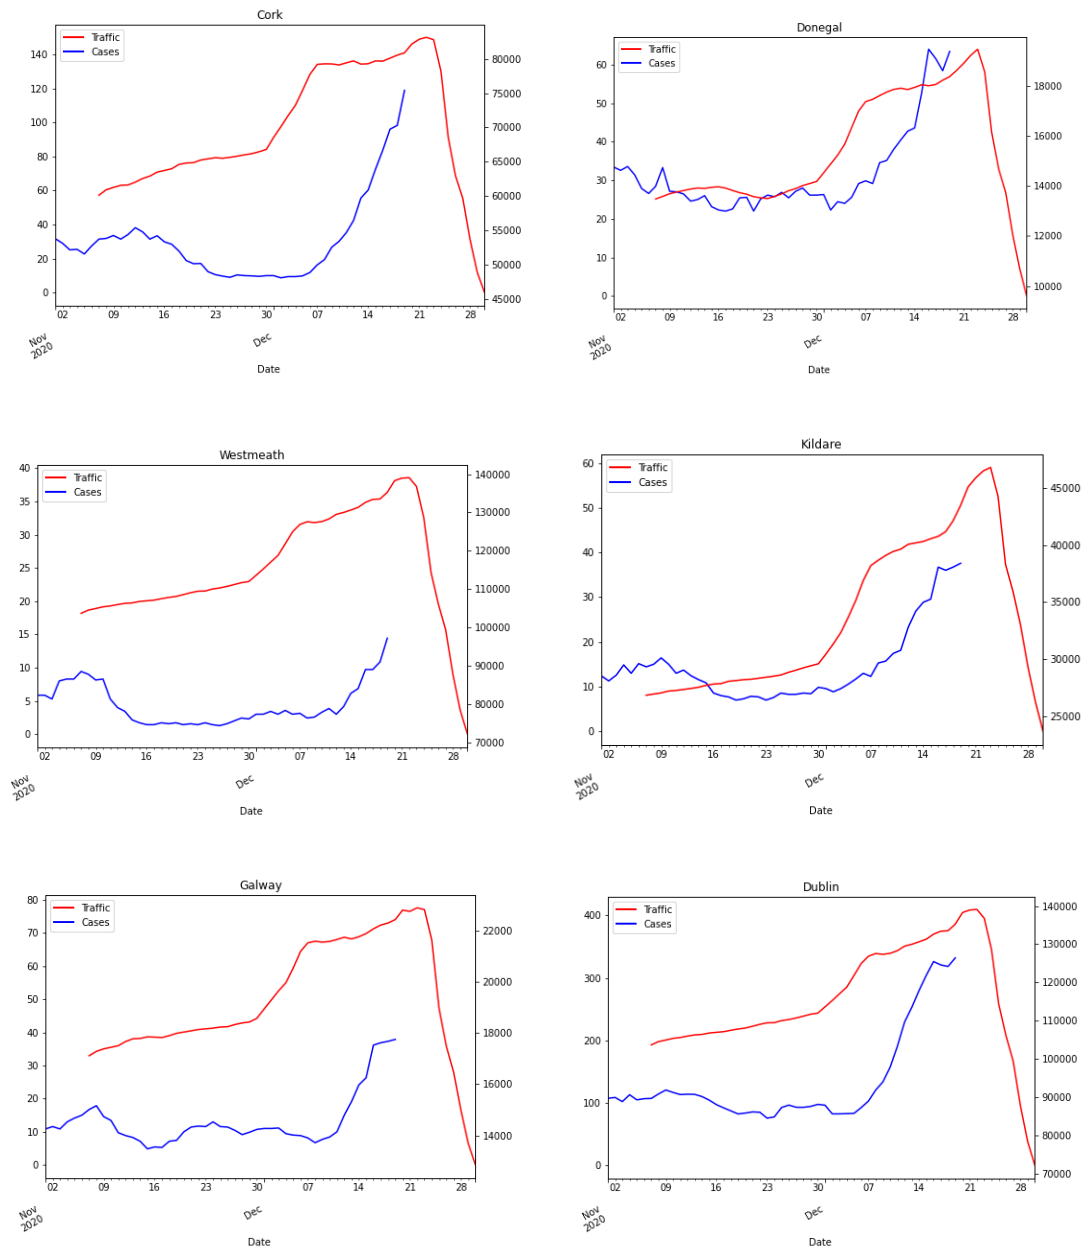 Cork
Traffic
Cases
140
120
100
80
60
40
20
0
80000
75000
70000
65000
60000
55000
50000
45000
02 09 16 23 30 07 14 21 28
Nov
2020
Dec
Date
Donegal
Traffic
Cases
60
50
40
30
20
10
0
18000
16000
14000
12000
10000
02 09 16 23 30 07 14 21 28
Nov
2020
Dec
Date
Westmeath
Traffic
Cases
40
35
30
25
20
15
10
5
0
140000
130000
120000
110000
100000
90000
80000
70000
02 09 16 23 30 07 14 21 28
Nov
2020
Dec
Date
Kildare
Traffic
Cases
60
50
40
30
20
10
0
45000
40000
35000
30000
25000
02 09 16 23 30 07 14 21 28
Nov
2020
Dec
Date
Galway
Traffic
Cases
80
70
60
50
40
30
20
10
0
22000
20000
18000
16000
14000
02 09 16 23 30 07 14 21 28
Nov
2020
Dec
Date
Dublin
Traffic
Cases
400
300
200
100
0
140000
130000
120000
110000
100000
90000
80000
70000
02 09 16 23 30 07 14 21 28
Nov
2020
Dec
Date